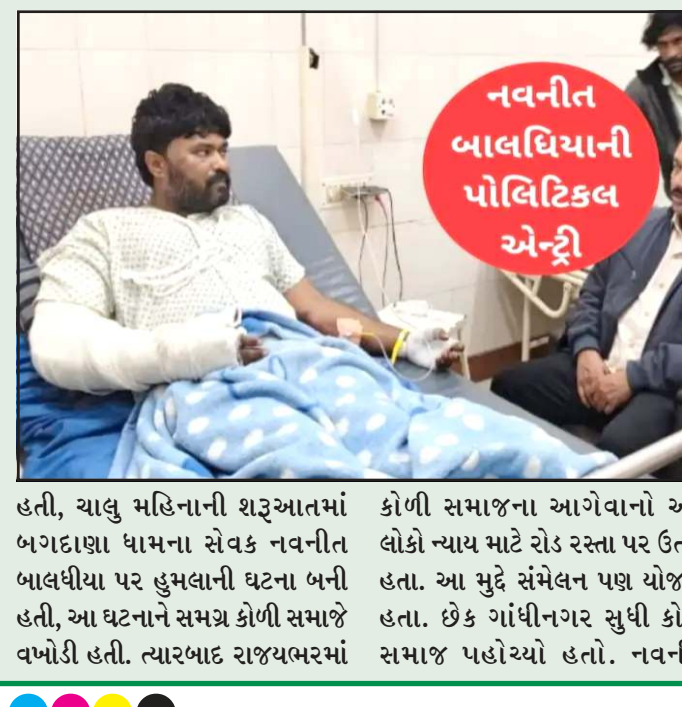 નવનીત
બાલધિયાની
પોલિટિકલ
એન્ટ્રી
હતી, ચાલુ મહિનાની શરૂઆતમાં
બગદાણા ધામના સેવક નવનીત
બાલધીયા પર હુમલાની ઘટના બની
હતી, આ ઘટનાને સમગ્ર કોળી સમાજે
વખોડી હતી. ત્યારબાદ રાજયભરમાં
કોળી સમાજના આગેવાનો
લોકો ન્યાય માટે રોડ રસ્તા પર
હતા. આ મુદ્દે સંમેલન પણ
હતા. છેક ગાંધીનગર સુધી
સમાજ પહોચ્યો હતો.